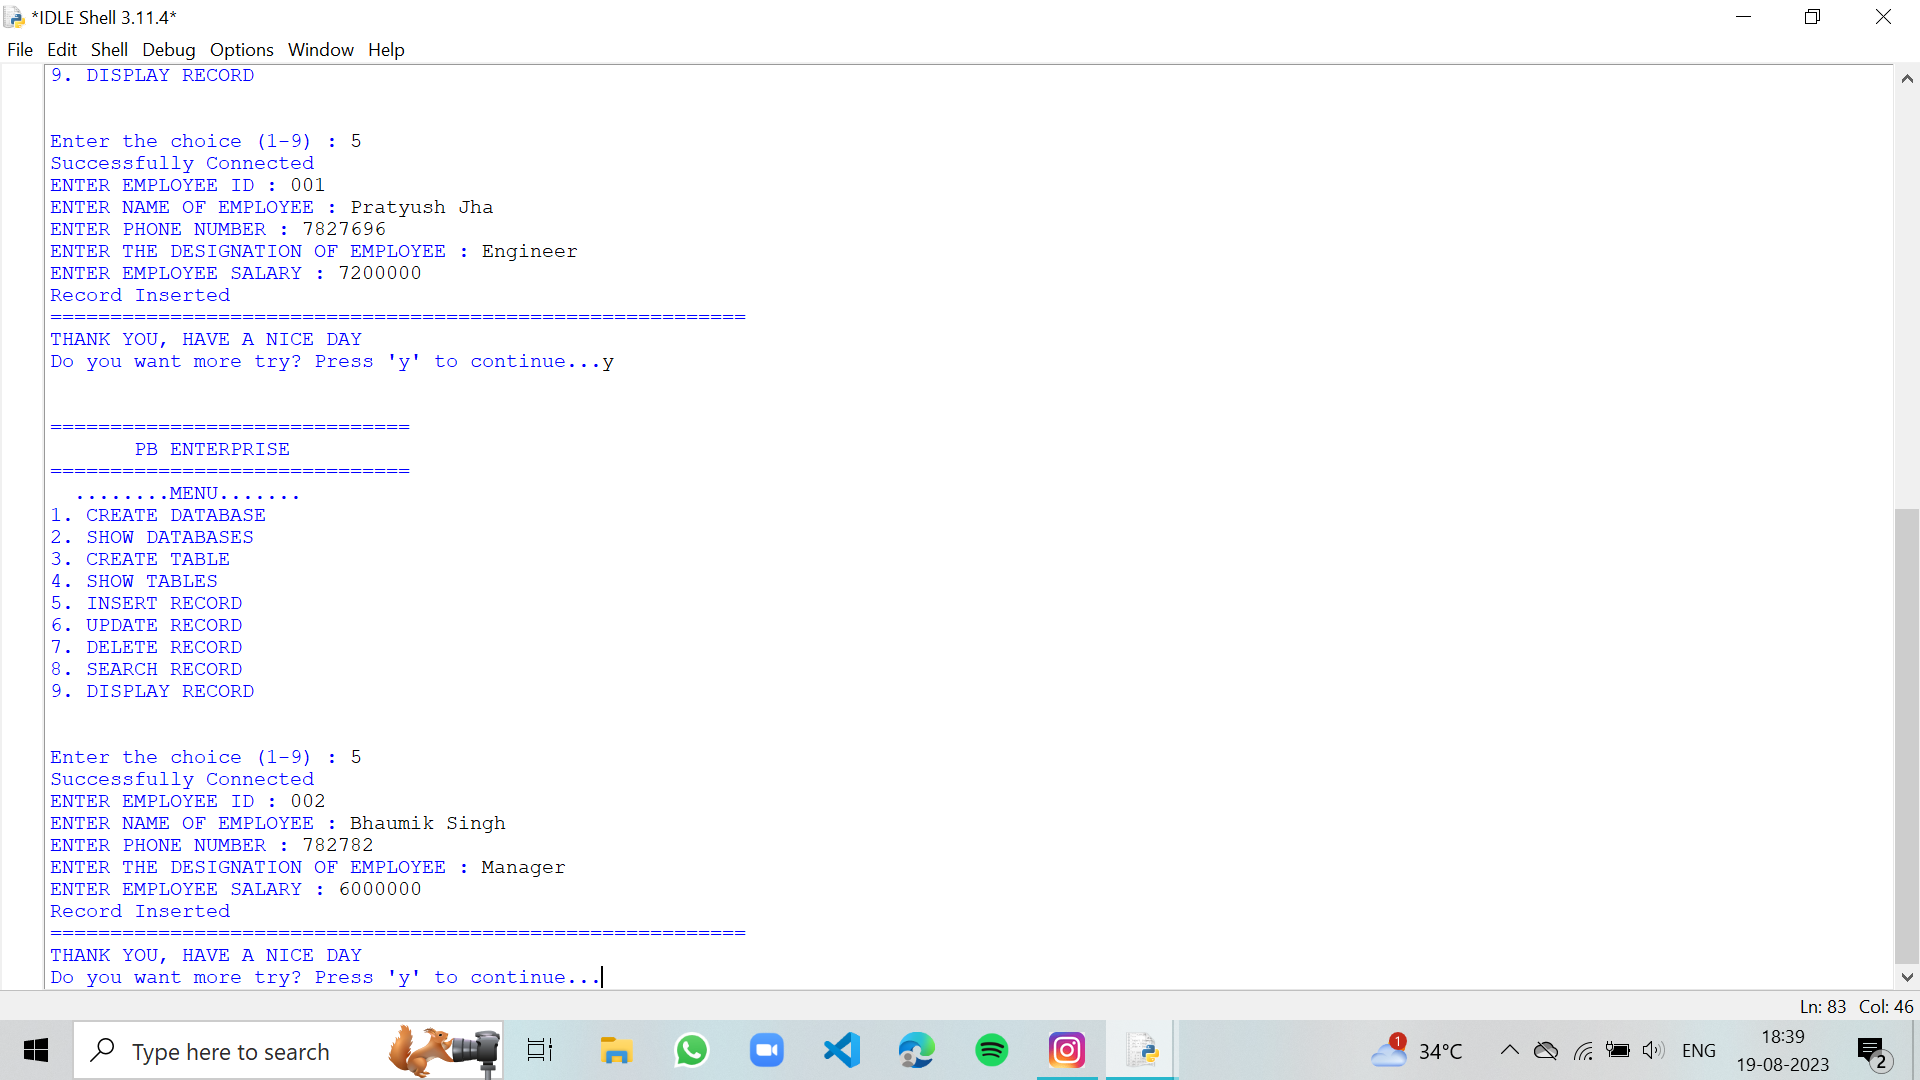 *IDLE Shell 3.11.4*
File Edit Shell Debug Options Window Help
9. DISPLAY RECORD
Enter the choice (1-9) : 5
Successfully Connected
ENTER EMPLOYEE ID : 001
ENTER NAME OF EMPLOYEE : Pratyush Jha
ENTER PHONE NUMBER : 7827696
ENTER THE DESIGNATION OF EMPLOYEE : Engineer
ENTER EMPLOYEE SALARY : 7200000
Record Inserted
==========================================================
THANK YOU, HAVE A NICE DAY
Do you want more try? Press 'y' to continue...y
==============================
PB ENTERPRISE
==============================
........MENU.......
1. CREATE DATABASE
2. SHOW DATABASES
3. CREATE TABLE
4. SHOW TABLES
5. INSERT RECORD
6. UPDATE RECORD
7. DELETE RECORD
8. SEARCH RECORD
9. DISPLAY RECORD
Enter the choice (1-9) : 5
Successfully Connected
ENTER EMPLOYEE ID : 002
ENTER NAME OF EMPLOYEE : Bhaumik Singh
ENTER PHONE NUMBER : 782782
ENTER THE DESIGNATION OF EMPLOYEE : Manager
ENTER EMPLOYEE SALARY : 6000000
Record Inserted
==========================================================
THANK YOU, HAVE A NICE DAY
Do you want more try? Press 'y' to continue...
Ln: 83 Col: 46
Type here to search
1
34°C
ENG
18:39
19-08-2023
2